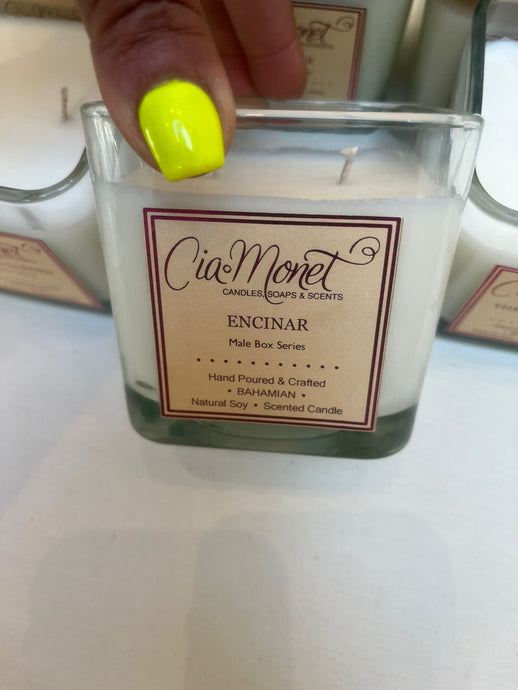 Cia Monet
CANDLES, SOAPS & SCENTS
ENCINAR
Male Box Series
• • • • • • • • • • •
Hand Poured & Crafted
• BAHAMIAN •
Natural Soy • Scented Candle